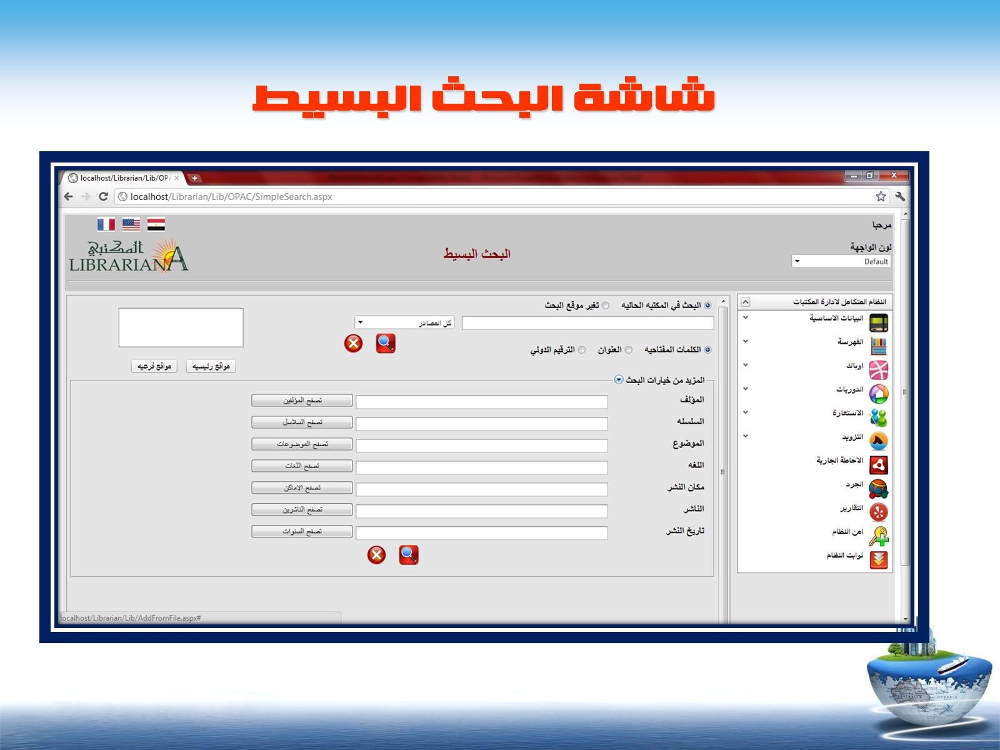 شاشة البحث البسيط
localhost/Librarian/Lib/OPA
localhost/Librarian/Lib/OPAC/SimpleSearch.aspx
مرحبا
لون الواجهة
Default
المكتبي
LIBRARIAN
البحث البسيط
النظام المتكامل لادارة المكتبات
البيانات الاساسية
الفهرسة
اوباك
الدوريات
الاستعارة
التزويد
الاحاطة الجارية
الجرد
التقارير
امن النظام
ثوابت النظام
البحث في المكتبه الحاليه تغير موقع البحث
كل المصادر
الكلمات المفتاحيه العنوان الترقيم الدولي
مواقع رئيسيه مواقع فرعيه
المزيد من خيارات البحث
المؤلف تصفح المؤلفين
السلسله تصفح السلاسل
الموضوع تصفح الموضوعات
اللغه تصفح اللغات
مكان النشر تصفح الاماكن
الناشر تصفح الناشرين
تاريخ النشر تصفح السنوات
localhost/Librarian/Lib/AddFromFile.aspx#
OCEANIA